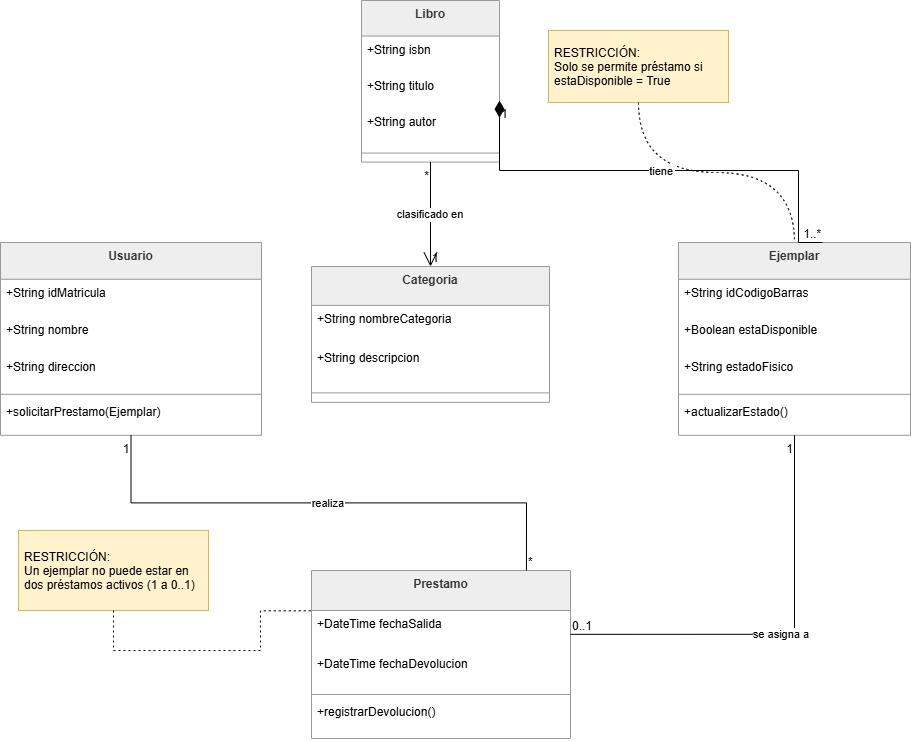 Libro
+String isbn
+String titulo
+String autor
1
RESTRICCIÓN:
Solo se permite préstamo si
estaDisponible = True
tiene
1..*
*
clasificado en
1
Usuario
+String idMatricula
+String nombre
+String direccion
+solicitarPrestamo(Ejemplar)
1
Categoria
+String nombreCategoria
+String descripcion
Ejemplar
+String idCodigoBarras
+Boolean estaDisponible
+String estadoFisico
+actualizarEstado()
1
realiza
*
RESTRICCIÓN:
Un ejemplar no puede estar en
dos préstamos activos (1 a 0..1)
Prestamo
+DateTime fechaSalida
+DateTime fechaDevolucion
+registrarDevolucion()
0..1
se asigna a